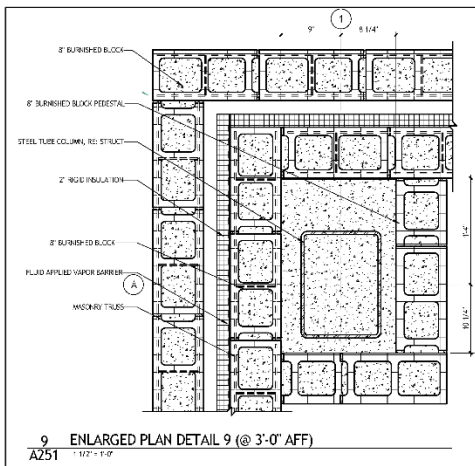 1
9"
8 1/4"
8" BURNISHED BLOCK
8" BURNISHED BLOCK PEDESTAL
STEEL TUBE COLUMN, RE: STRUCT
2" RIGID INSULATION
8" BURNISHED BLOCK
FLUID APPLIED VAPOR BARRIER
A
MASONRY TRUSS
1'-4"
10 1/4"
9 ENLARGED PLAN DETAIL 9 (@ 3'-0" AFF)
A251 1 1/2" = 1'-0"